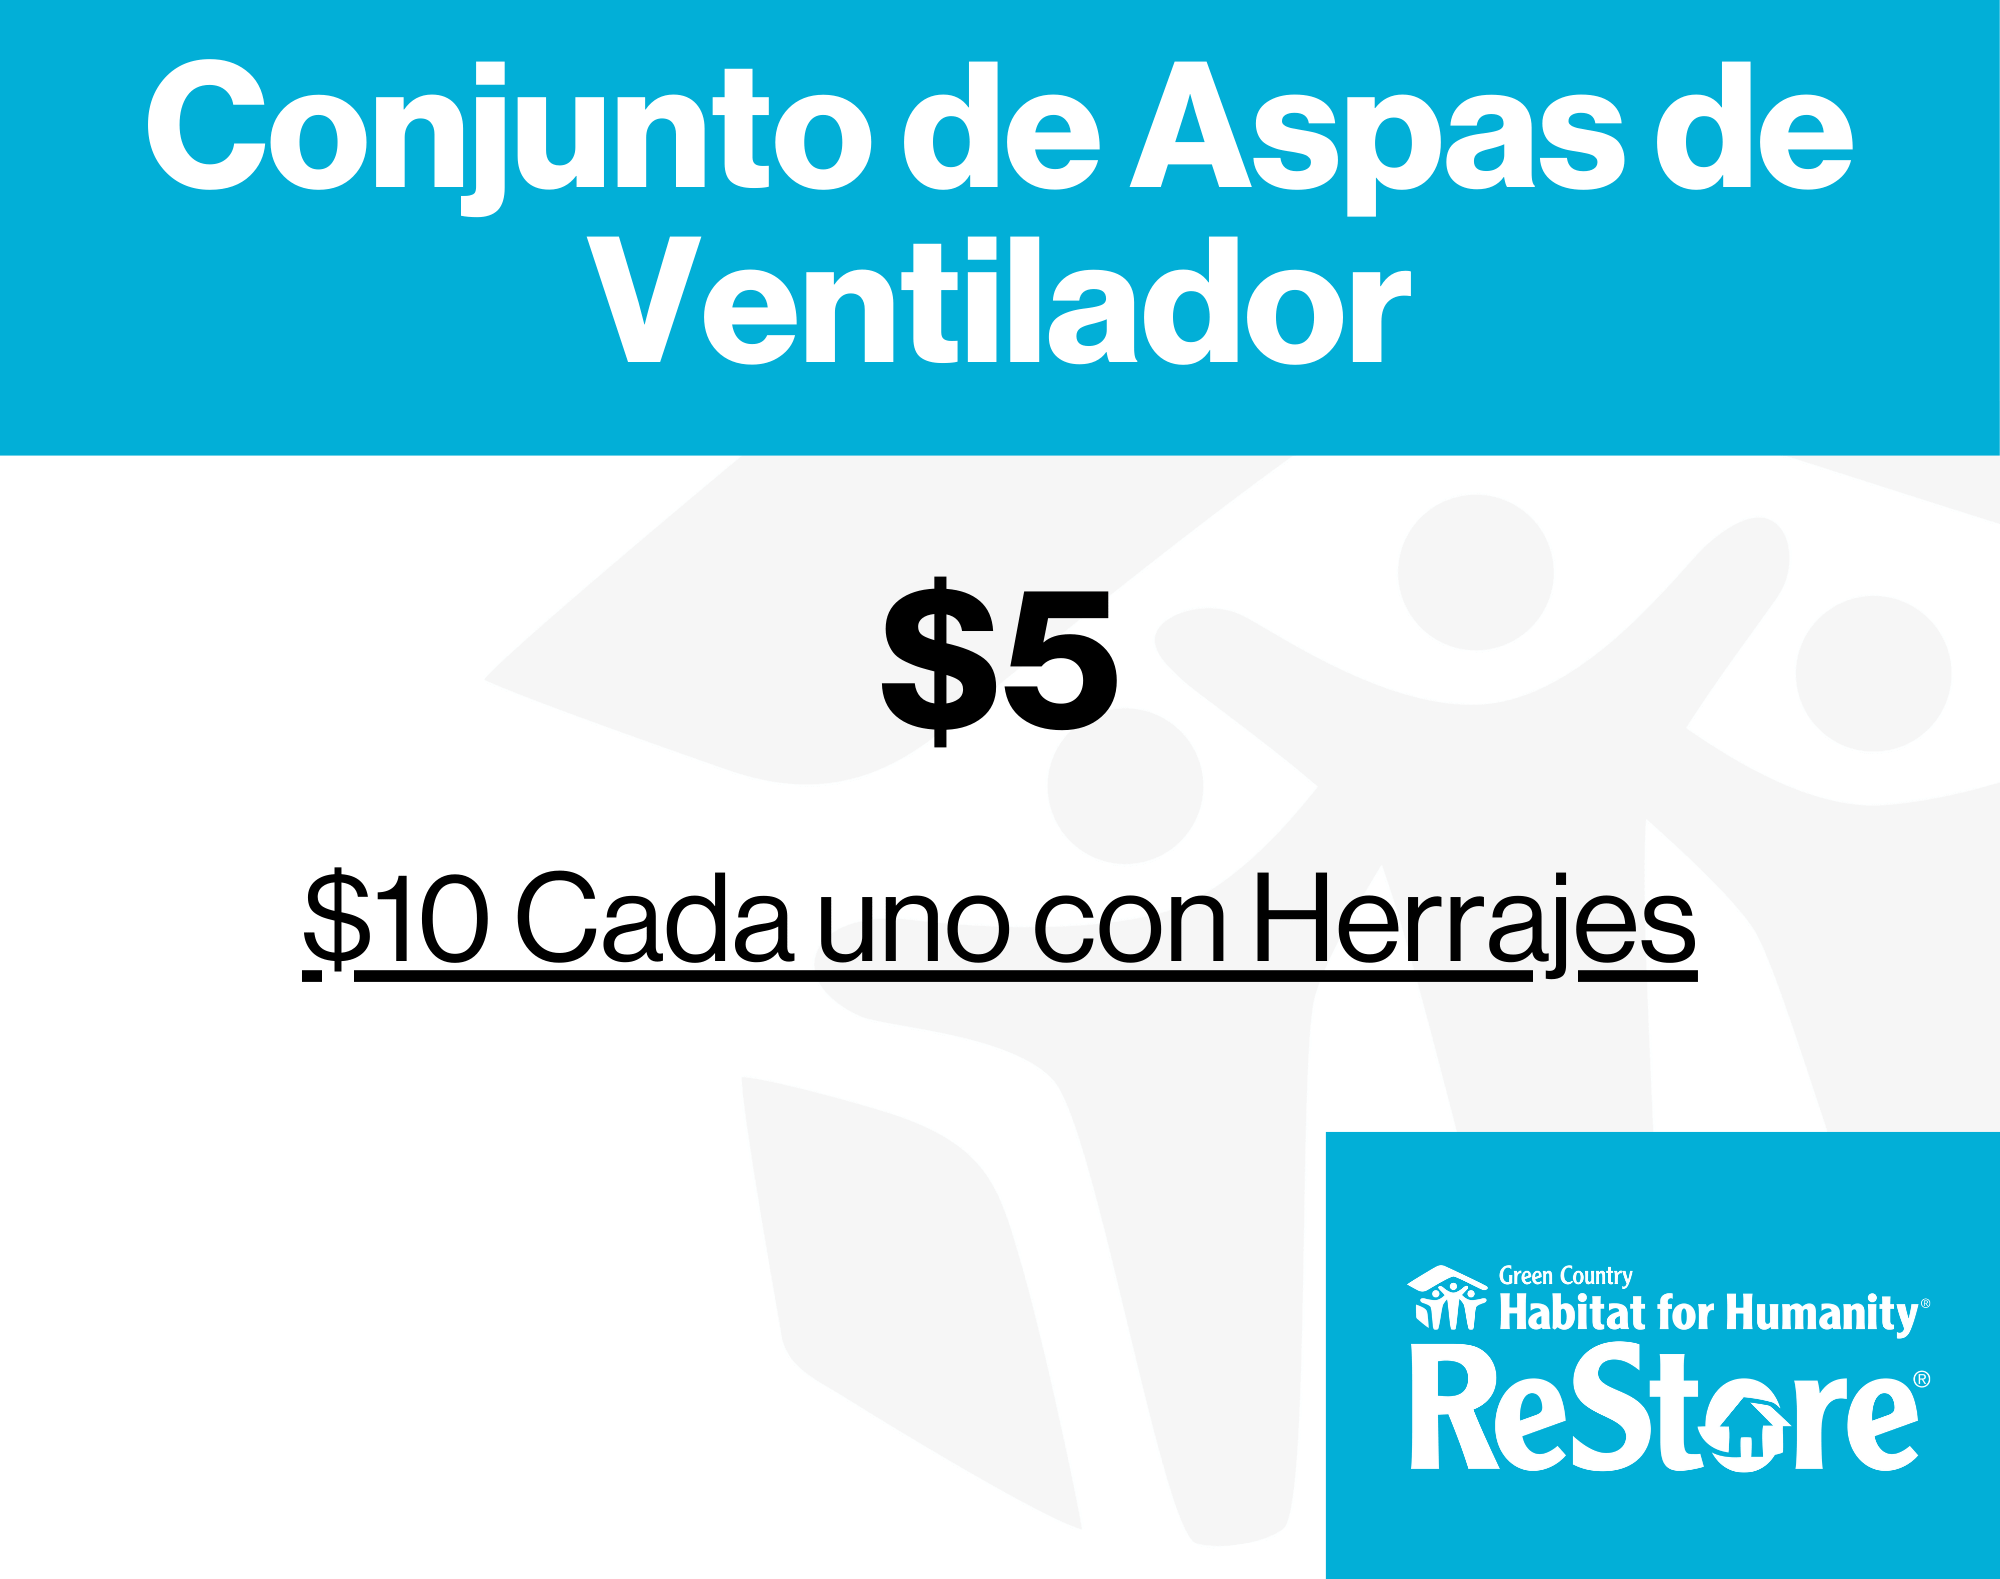 Conjunto de Aspas de
Ventilador
$5
$10 Cada uno con Herrajes
Green Country
Habitat for Humanity®
ReStore®